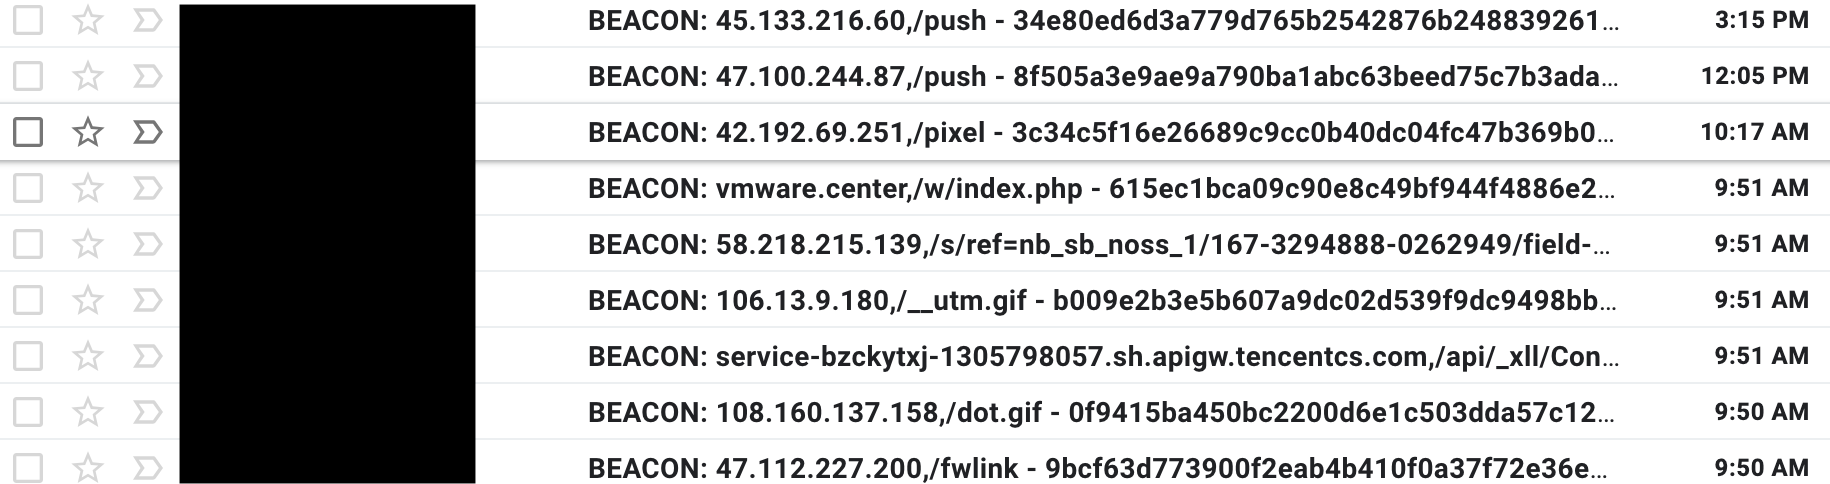 BEACON: 45.133.216.60,/push - 34e80ed6d3a779d765b2542876b248839261... 3:15 PM
BEACON: 47.100.244.87,/push - 8f505a3e9ae9a790ba1abc63beed75c7b3ada... 12:05 PM
BEACON: 42.192.69.251,/pixel - 3c34c5f16e26689c9cc0b40dc04fc47b369b0... 10:17 AM
BEACON: vmware.center,/w/index.php - 615ec1bca09c90e8c49bf944f4886e2... 9:51 AM
BEACON: 58.218.215.139,/s/ref=nb_sb_noss_1/167-3294888-0262949/field-... 9:51 AM
BEACON: 106.13.9.180,/__utm.gif - b009e2b3e5b607a9dc02d539f9dc9498bb... 9:51 AM
BEACON: service-bzckytxj-1305798057.sh.apigw.tencentcs.com,/api/_xll/Con... 9:51 AM
BEACON: 108.160.137.158,/dot.gif - 0f9415ba450bc2200d6e1c503dda57c12... 9:50 AM
BEACON: 47.112.227.200,/fwlink - 9bcf63d773900f2eab4b410f0a37f72e36e... 9:50 AM